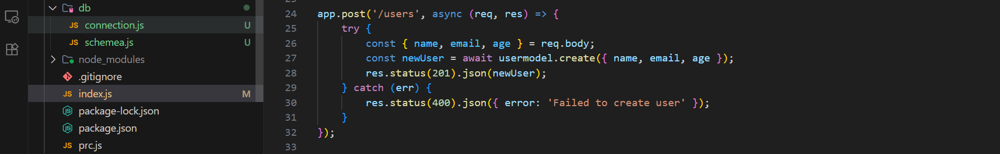 db
JS connection.js U
JS schemea.js U
node_modules
.gitignore
JS index.js M
package-lock.json
package.json
JS prc.js
24 app.post('/users', async (req, res) => {
25 try {
26 const { name, email, age } = req.body;
27 const newUser = await usermodel.create({ name, email, age });
28 res.status(201).json(newUser);
29 } catch (err) {
30 res.status(400).json({ error: 'Failed to create user' });
31 }
32 });
33